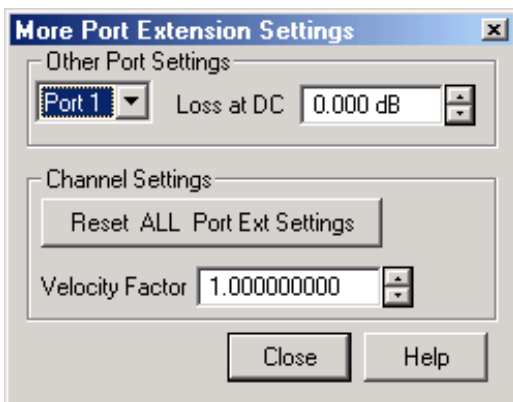 More Port Extension Settings
Other Port Settings
Port 1 Loss at DC 0.000 dB
Channel Settings
Reset ALL Port Ext Settings
Velocity Factor 1.000000000
Close Help